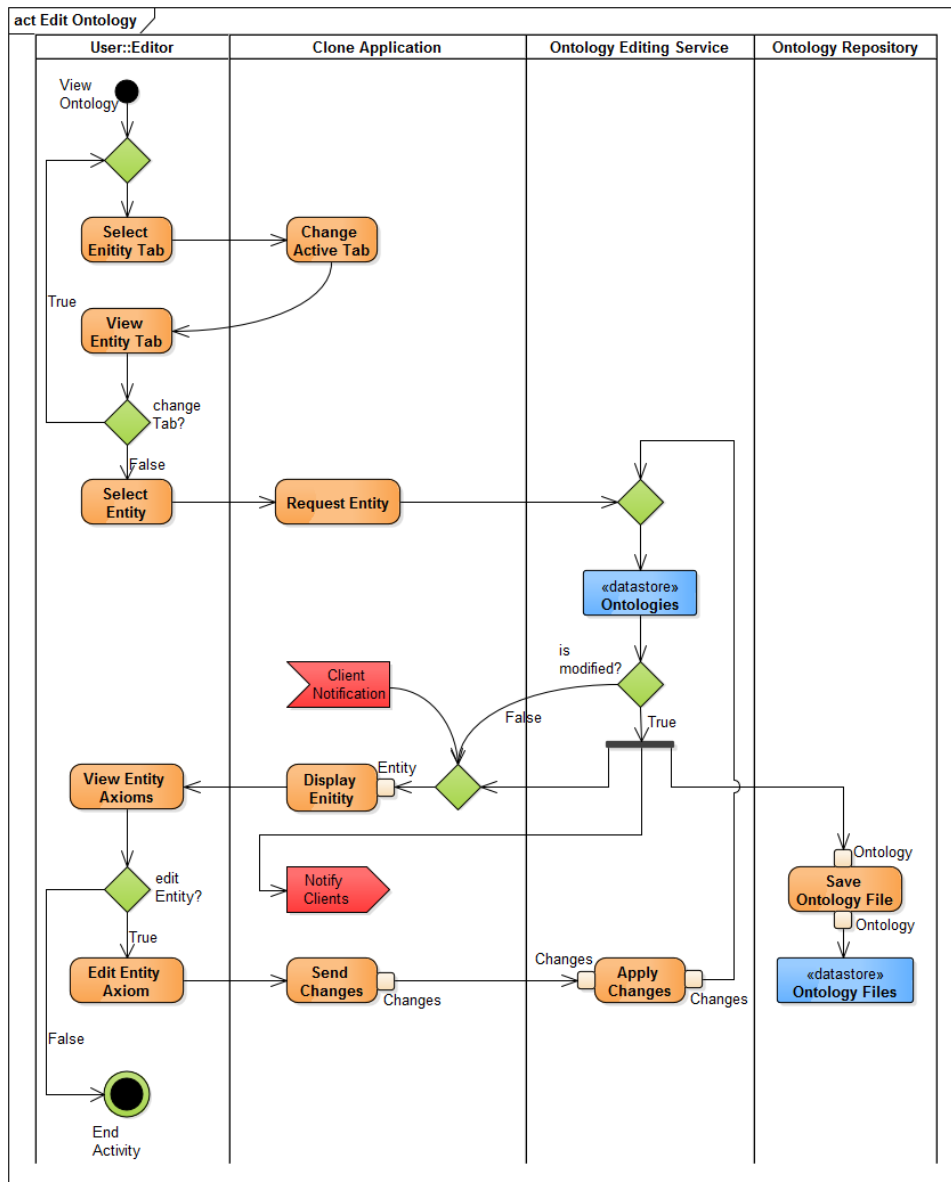 act Edit Ontology
User::Editor
Clone Application
Ontology Editing Service
Ontology Repository
View
Ontology
Select
Enitity Tab
Change
Active Tab
True
View
Entity Tab
change
Tab?
False
Select
Entity
Request Entity
«datastore»
Ontologies
is
modified?
Client
Notification
False
True
View Entity
Axioms
Display
Entity
Entity
Ontology
Save
Ontology File
Ontology
edit
Entity?
Notify
Clients
True
Edit Entity
Axiom
Send
Changes
Changes
Changes
Apply
Changes
Changes
«datastore»
Ontology Files
False
End
Activity